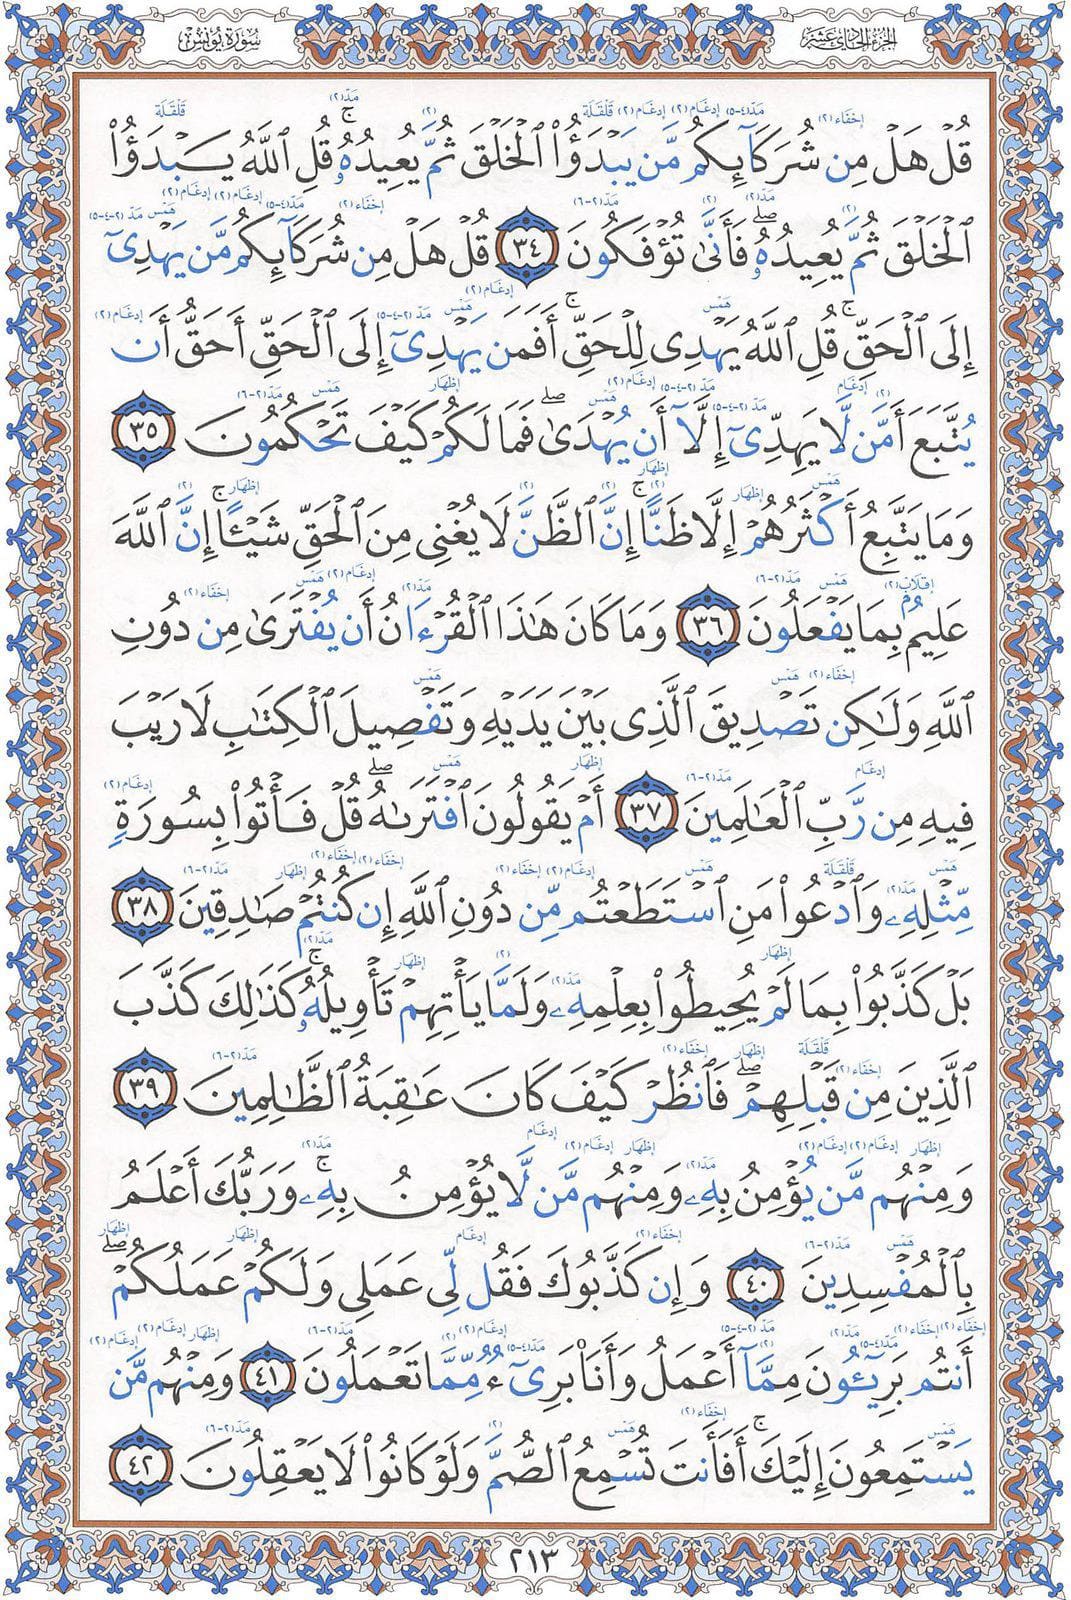 سورة يونس
الجزء الحادي عشر
قُلْ هَلْ مِن شُرَكَآئِكُم مَّن يَبْدَؤُا۟ ٱلْخَلْقَ ثُمَّ يُعِيدُهُۥ ۚ قُلِ ٱللَّهُ يَبْدَؤُا۟
ٱلْخَلْقَ ثُمَّ يُعِيدُهُۥ ۖ فَأَنَّىٰ تُؤْفَكُونَ ٣٤ قُلْ هَلْ مِن شُرَكَآئِكُم مَّن يَهْدِىٓ
إِلَى ٱلْحَقِّ ۚ قُلِ ٱللَّهُ يَهْدِى لِلْحَقِّ ۗ أَفَمَن يَهْدِىٓ إِلَى ٱلْحَقِّ أَحَقُّ أَن
يُتَّبَعَ أَمَّن لَّا يَهِدِّىٓ إِلَّآ أَن يُهْدَىٰ ۖ فَمَا لَكُمْ كَيْفَ تَحْكُمُونَ ٣٥
وَمَا يَتَّبِعُ أَكْثَرُهُمْ إِلَّا ظَنًّا ۚ إِنَّ ٱلظَّنَّ لَا يُغْنِى مِنَ ٱلْحَقِّ شَيْـًٔا ۚ إِنَّ ٱللَّهَ
عَلِيمٌۢ بِمَا يَفْعَلُونَ ٣٦ وَمَا كَانَ هَـٰذَا ٱلْقُرْءَانُ أَن يُفْتَرَىٰ مِن دُونِ
ٱللَّهِ وَلَـٰكِن تَصْدِيقَ ٱلَّذِى بَيْنَ يَدَيْهِ وَتَفْصِيلَ ٱلْكِتَـٰبِ لَا رَيْبَ
فِيهِ مِن رَّبِّ ٱلْعَـٰلَمِينَ ٣٧ أَمْ يَقُولُونَ ٱفْتَرَىٰهُ ۖ قُلْ فَأْتُوا۟ بِسُورَةٍ
مِّثْلِهِۦ وَٱدْعُوا۟ مَنِ ٱسْتَطَعْتُم مِّن دُونِ ٱللَّهِ إِن كُنتُمْ صَـٰدِقِينَ ٣٨
بَلْ كَذَّبُوا۟ بِمَا لَمْ يُحِيطُوا۟ بِعِلْمِهِۦ وَلَمَّا يَأْتِهِمْ تَأْوِيلُهُۥ ۚ كَذَٰلِكَ كَذَّبَ
ٱلَّذِينَ مِن قَبْلِهِمْ ۖ فَٱنظُرْ كَيْفَ كَانَ عَـٰقِبَةُ ٱلظَّـٰلِمِينَ ٣٩
وَمِنْهُم مَّن يُؤْمِنُ بِهِۦ وَمِنْهُم مَّن لَّا يُؤْمِنُ بِهِۦ ۚ وَرَبُّكَ أَعْلَمُ
بِٱلْمُفْسِدِينَ ٤٠ وَإِن كَذَّبُوكَ فَقُل لِّى عَمَلِى وَلَكُمْ عَمَلُكُمْ ۖ
أَنتُم بَرِيٓـُٔونَ مِمَّآ أَعْمَلُ وَأَنَا۠ بَرِىٓءٌ مِّمَّا تَعْمَلُونَ ٤١ وَمِنْهُم مَّن
يَسْتَمِعُونَ إِلَيْكَ ۚ أَفَأَنتَ تُسْمِعُ ٱلصُّمَّ وَلَوْ كَانُوا۟ لَا يَعْقِلُونَ ٤٢
٢١٣